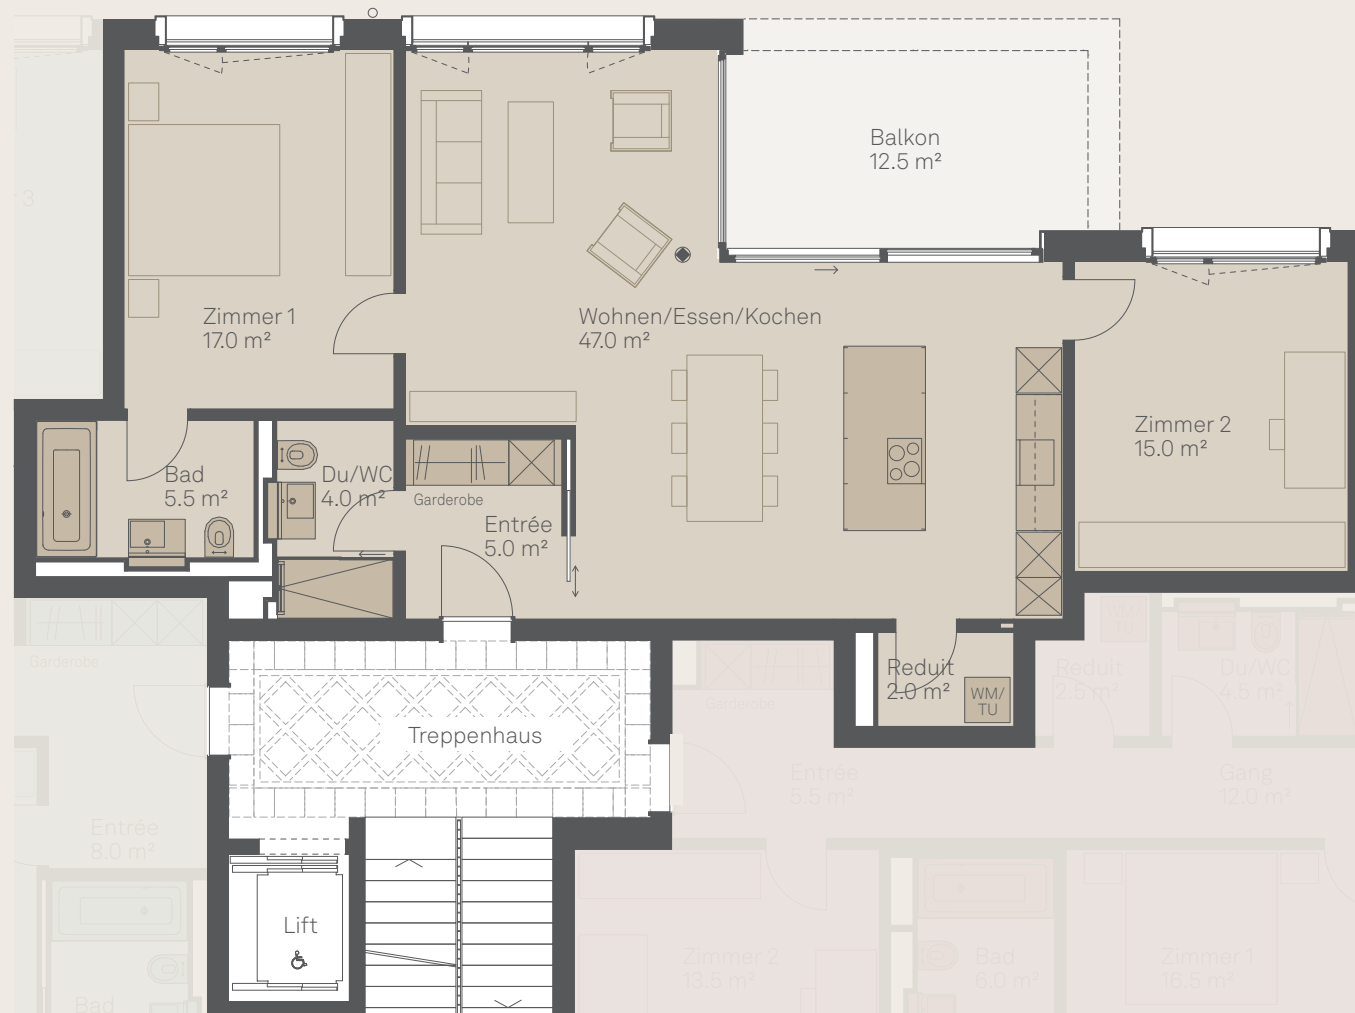 Balkon
12.5 m²
3
Zimmer 1
17.0 m²
Wohnen/Essen/Kochen
47.0 m²
Zimmer 2
15.0 m²
Bad
5.5 m²
Du/WC
4.0 m²
Garderobe
Entrée
5.0 m²
Garderobe
Reduit
2.0 m²
WM/
TU
WM/
TU
Reduit
2.5 m²
Du/WC
4.5 m²
Garderobe
Treppenhaus
Entrée
5.5 m²
Gang
12.0 m²
Entrée
8.0 m²
Lift
Zimmer 2
13.5 m²
Bad
6.0 m²
Zimmer 1
16.5 m²
Bad